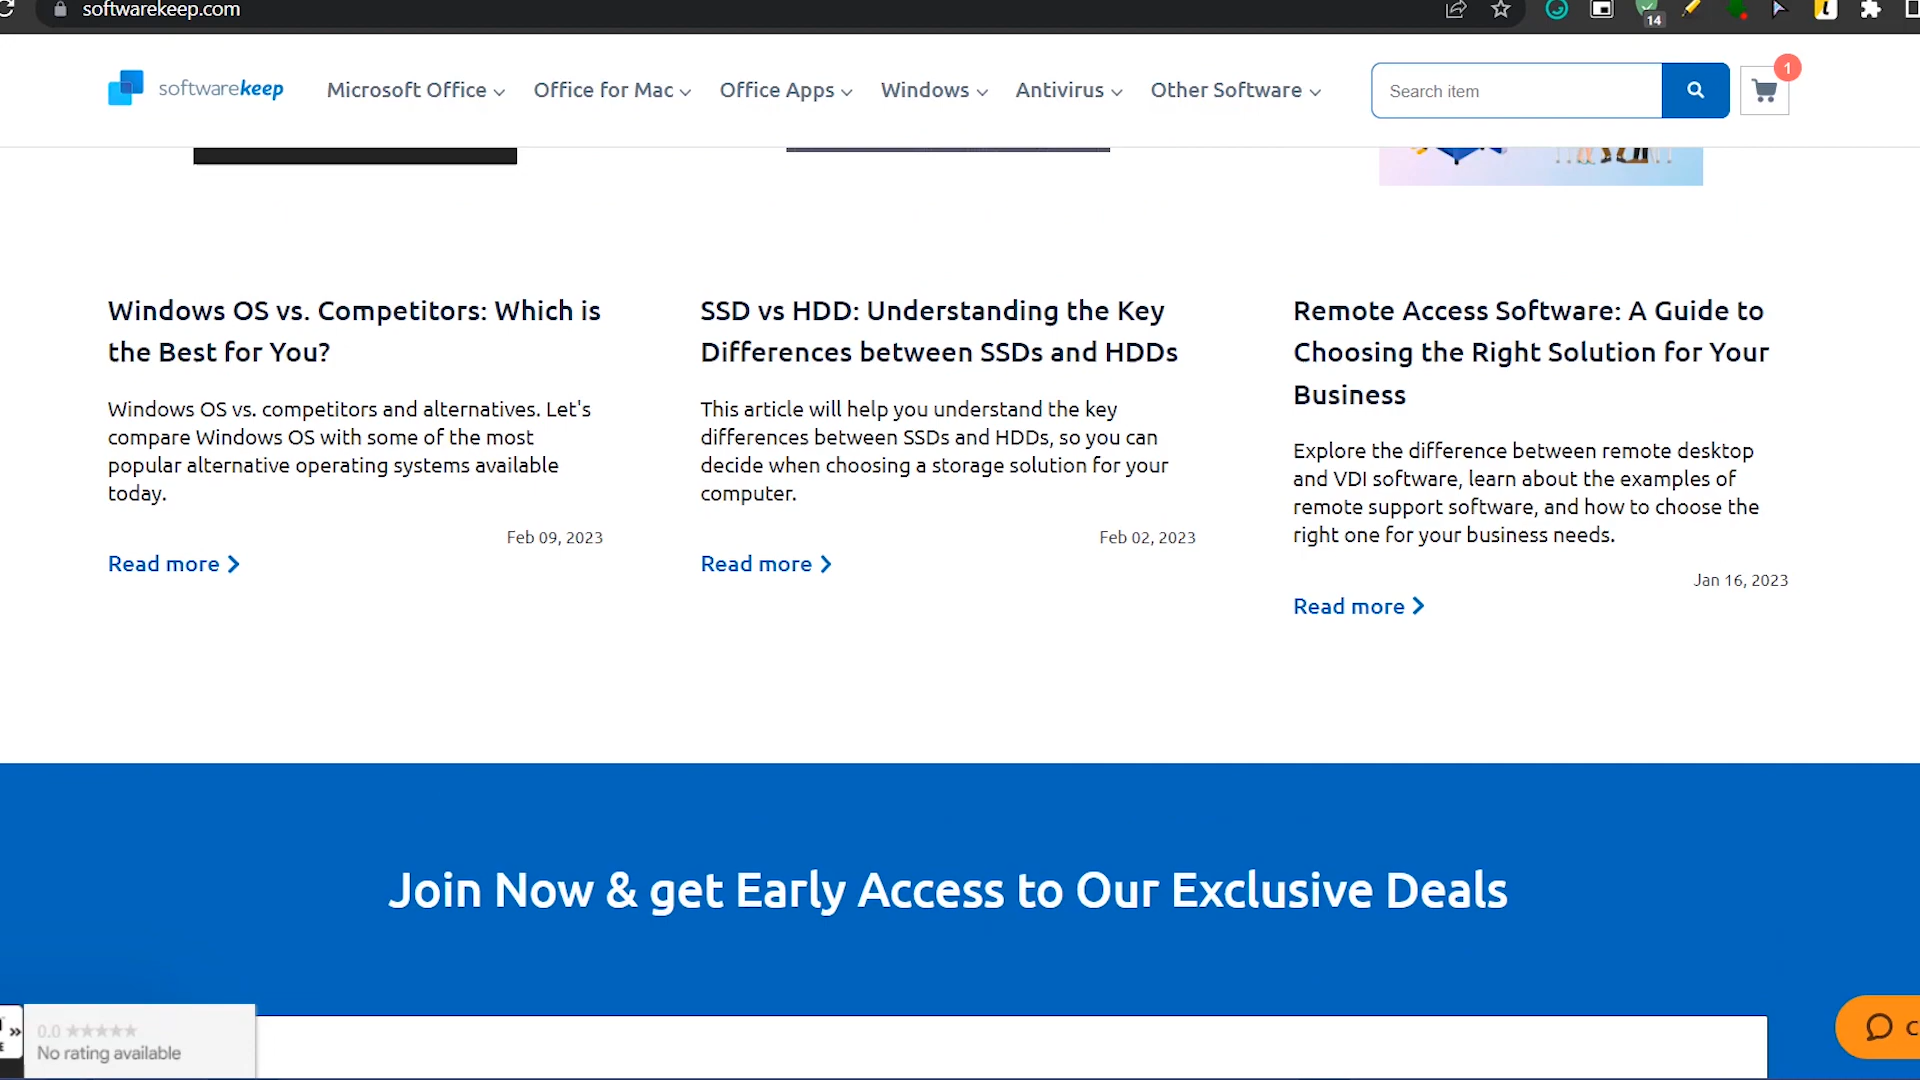 softwarekeep.com
14
softwarekeep
Microsoft Office
Office for Mac
Office Apps
Windows
Antivirus
Other Software
Search item
1
Windows OS vs. Competitors: Which is
the Best for You?
Windows OS vs. competitors and alternatives. Let's
compare Windows OS with some of the most
popular alternative operating systems available
today.
Feb 09, 2023
Read more
SSD vs HDD: Understanding the Key
Differences between SSDs and HDDs
This article will help you understand the key
differences between SSDs and HDDs, so you can
decide when choosing a storage solution for your
computer.
Feb 02, 2023
Read more
Remote Access Software: A Guide to
Choosing the Right Solution for Your
Business
Explore the difference between remote desktop
and VDI software, learn about the examples of
remote support software, and how to choose the
right one for your business needs.
Jan 16, 2023
Read more
Join Now & get Early Access to Our Exclusive Deals
0.0 ★★★★★
No rating available